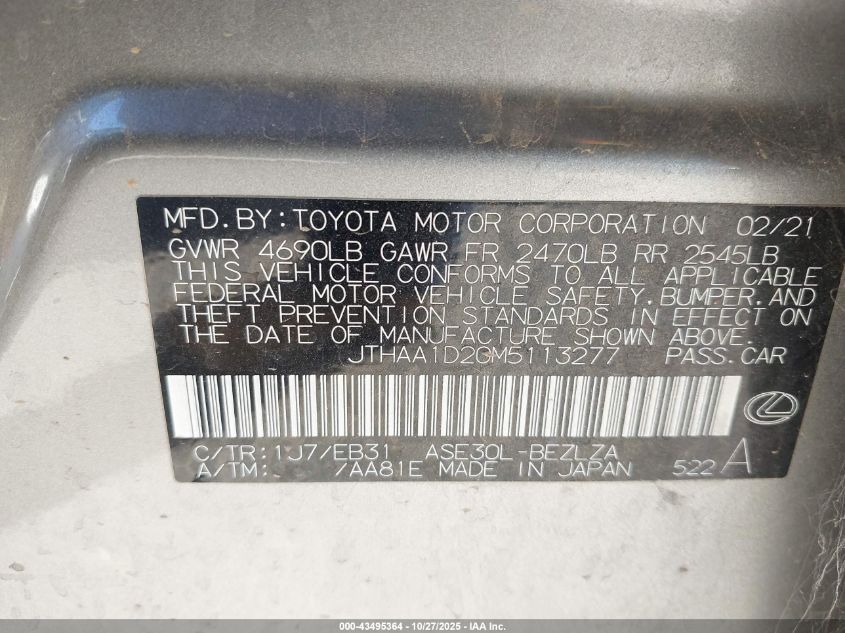 MFD.BY:TOYOTA MOTOR CORPORATION 02/21
GVWR 4690LB GAWR FR 2470LB RR 2545LB
THIS VEHICLE CONFORMS TO ALL APPLICABLE
FEDERAL MOTOR VEHICLE SAFETY,BUMPER,AND
THEFT PREVENTION STANDARDS IN EFFECT ON
THE DATE OF MANUFACTURE SHOWN ABOVE.
JTHAA1D20M5113277 PASS.CAR
C/TR:1J7/EB31 ASE30L-BEZLZA
A/TM: /AA81E MADE IN JAPAN 522 A
000-43495364 | 10/27/2025 - IAA Inc.